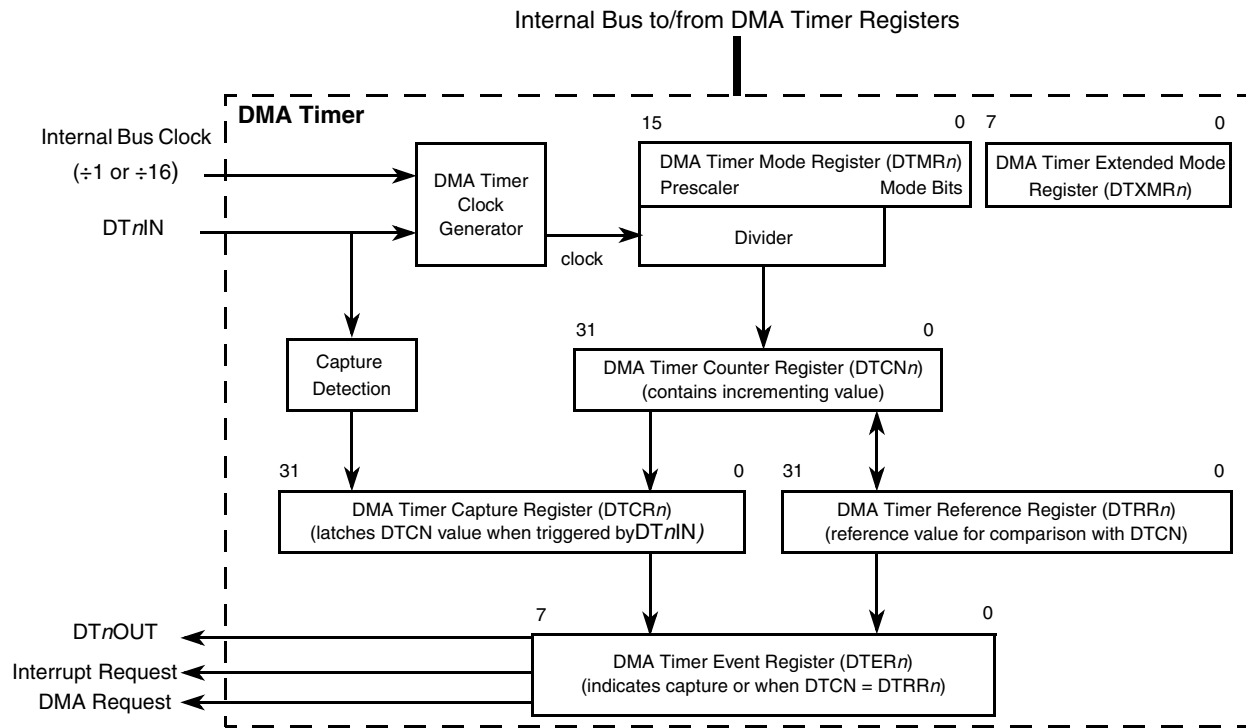 Internal Bus to/from DMA Timer Registers
DMA Timer
Internal Bus Clock
(÷1 or ÷16)
DTnIN
DMA Timer
Clock
Generator
clock
15 0
DMA Timer Mode Register (DTMRn)
Prescaler Mode Bits
Divider
7 0
DMA Timer Extended Mode
Register (DTXMRn)
31 0
DMA Timer Counter Register (DTCNn)
(contains incrementing value)
Capture
Detection
31 0
DMA Timer Capture Register (DTCRn)
(latches DTCN value when triggered byDTnIN)
31 0
DMA Timer Reference Register (DTRRn)
(reference value for comparison with DTCN)
7 0
DMA Timer Event Register (DTERn)
(indicates capture or when DTCN = DTRRn)
DTnOUT
Interrupt Request
DMA Request